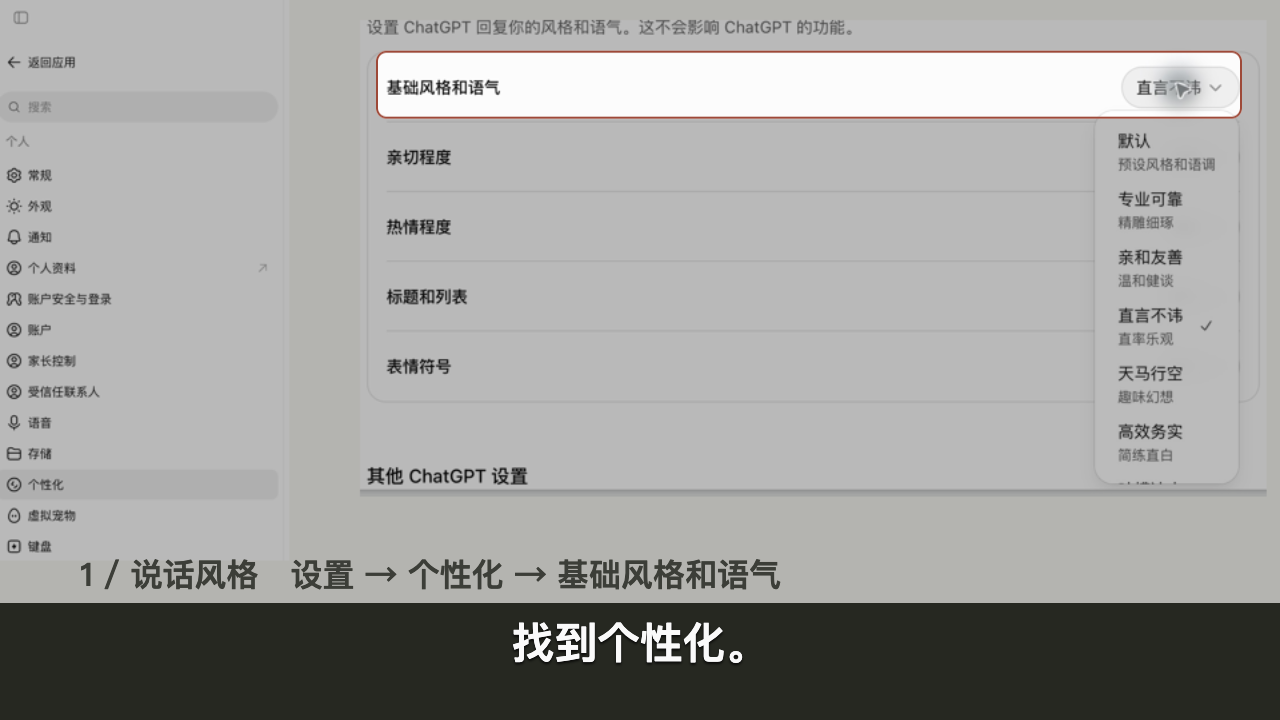 返回应用
搜索
个人
常规
外观
通知
个人资料
账户安全与登录
账户
家长控制
受信任联系人
语音
存储
个性化
虚拟宠物
键盘
设置 ChatGPT 回复你的风格和语气。这不会影响 ChatGPT 的功能。
基础风格和语气
直言不讳
亲切程度
热情程度
标题和列表
表情符号
默认
预设风格和语调
专业可靠
精雕细琢
亲和友善
温和健谈
直言不讳
直率乐观
天马行空
趣味幻想
高效务实
简练直白
其他 ChatGPT 设置
1 / 说话风格 设置 → 个性化 → 基础风格和语气
找到个性化。